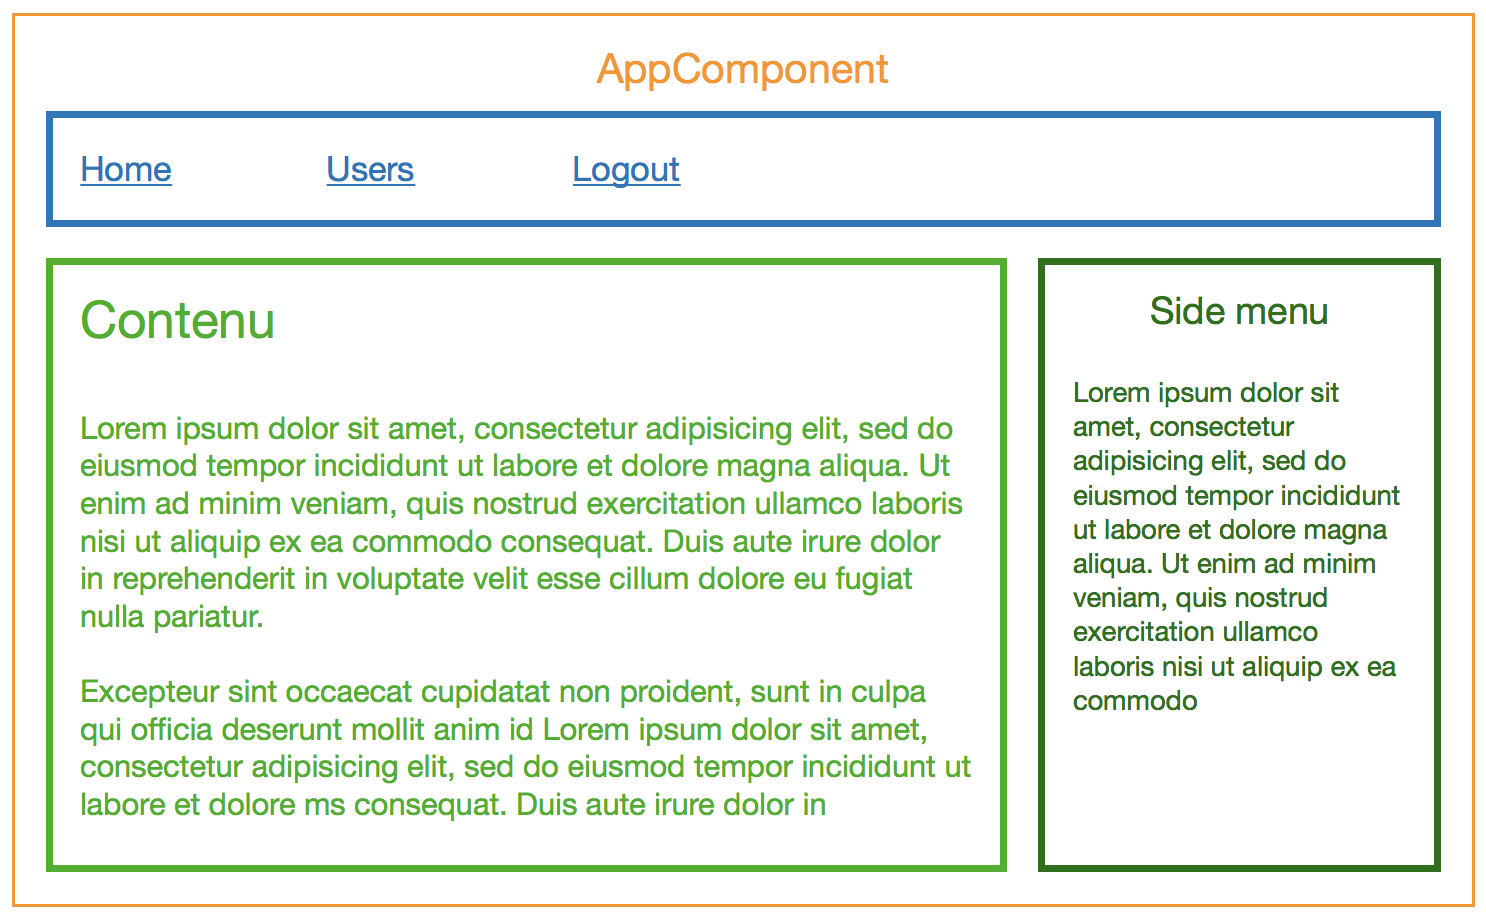 AppComponent
Home Users Logout
Contenu
Lorem ipsum dolor sit amet, consectetur adipisicing elit, sed do
eiusmod tempor incididunt ut labore et dolore magna aliqua. Ut
enim ad minim veniam, quis nostrud exercitation ullamco laboris
nisi ut aliquip ex ea commodo consequat. Duis aute irure dolor
in reprehenderit in voluptate velit esse cillum dolore eu fugiat
nulla pariatur.
Excepteur sint occaecat cupidatat non proident, sunt in culpa
qui officia deserunt mollit anim id Lorem ipsum dolor sit amet,
consectetur adipisicing elit, sed do eiusmod tempor incididunt ut
labore et dolore ms consequat. Duis aute irure dolor in
Side menu
Lorem ipsum dolor sit
amet, consectetur
adipisicing elit, sed do
eiusmod tempor incididunt
ut labore et dolore magna
aliqua. Ut enim ad minim
veniam, quis nostrud
exercitation ullamco
laboris nisi ut aliquip ex ea
commodo